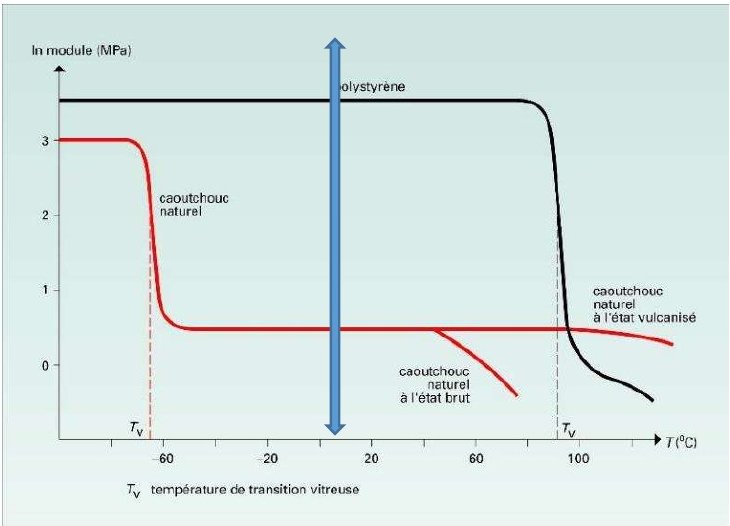 ln module (MPa)
olystyrène
3
caoutchouc
naturel
2
1
caoutchouc
naturel
à l'état vulcanisé
0
caoutchouc
naturel
à l'état brut
Tv
Tv
T (°C)
-60
-20
20
60
100
Tv température de transition vitreuse